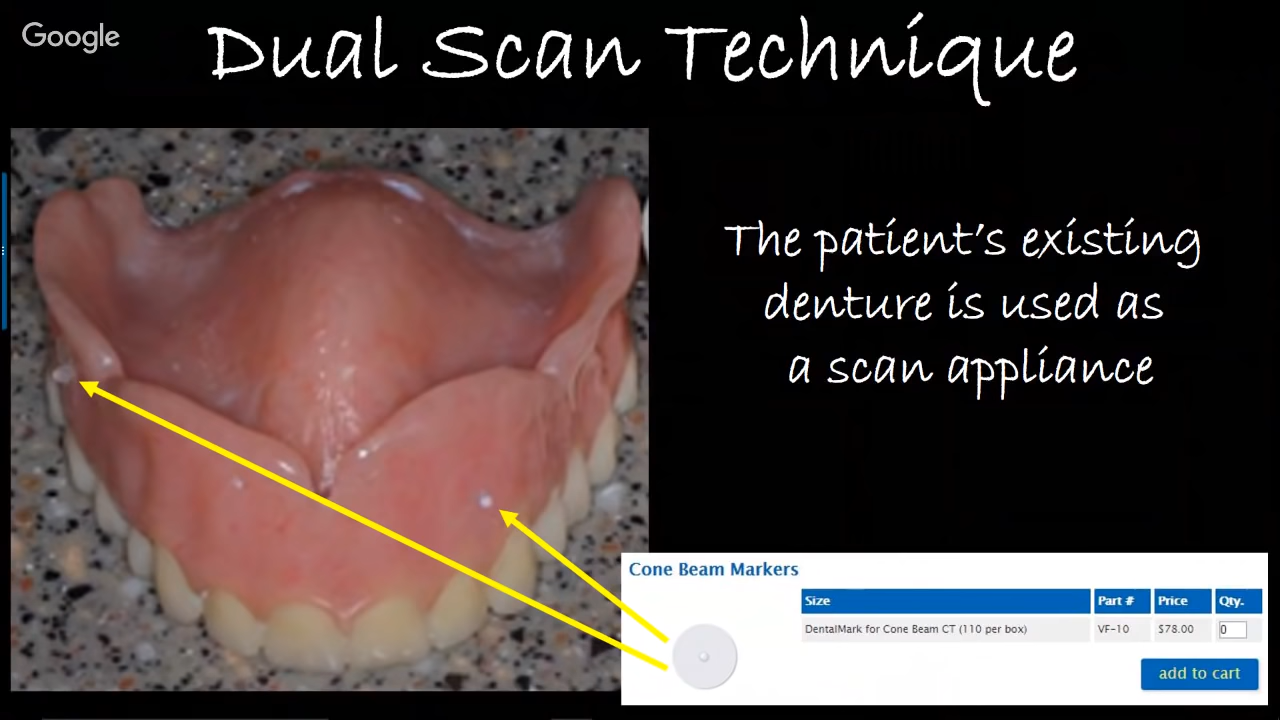 Google
Dual Scan Technique
The patient's existing
denture is used as
a scan appliance
Cone Beam Markers
Size Part # Price Qty.
DentalMark for Cone Beam CT (110 per box) VF-10 $78.00 0
add to cart